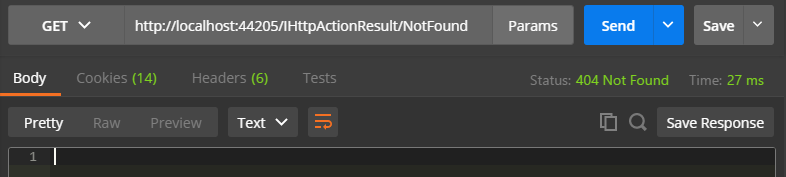 GET http://localhost:44205/IHttpActionResult/NotFound Params Send Save
Body Cookies (14) Headers (6) Tests Status: 404 Not Found Time: 27 ms
Pretty Raw Preview Text Save Response
1